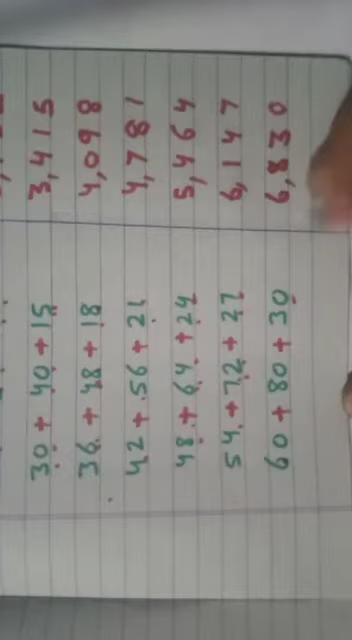 30 + 40 + 15 3,415
36 + 48 + 18 4,098
42 + 56 + 21 4,781
48 + 64 + 24 5,464
54 + 72 + 27 6,147
60 + 80 + 30 6,830